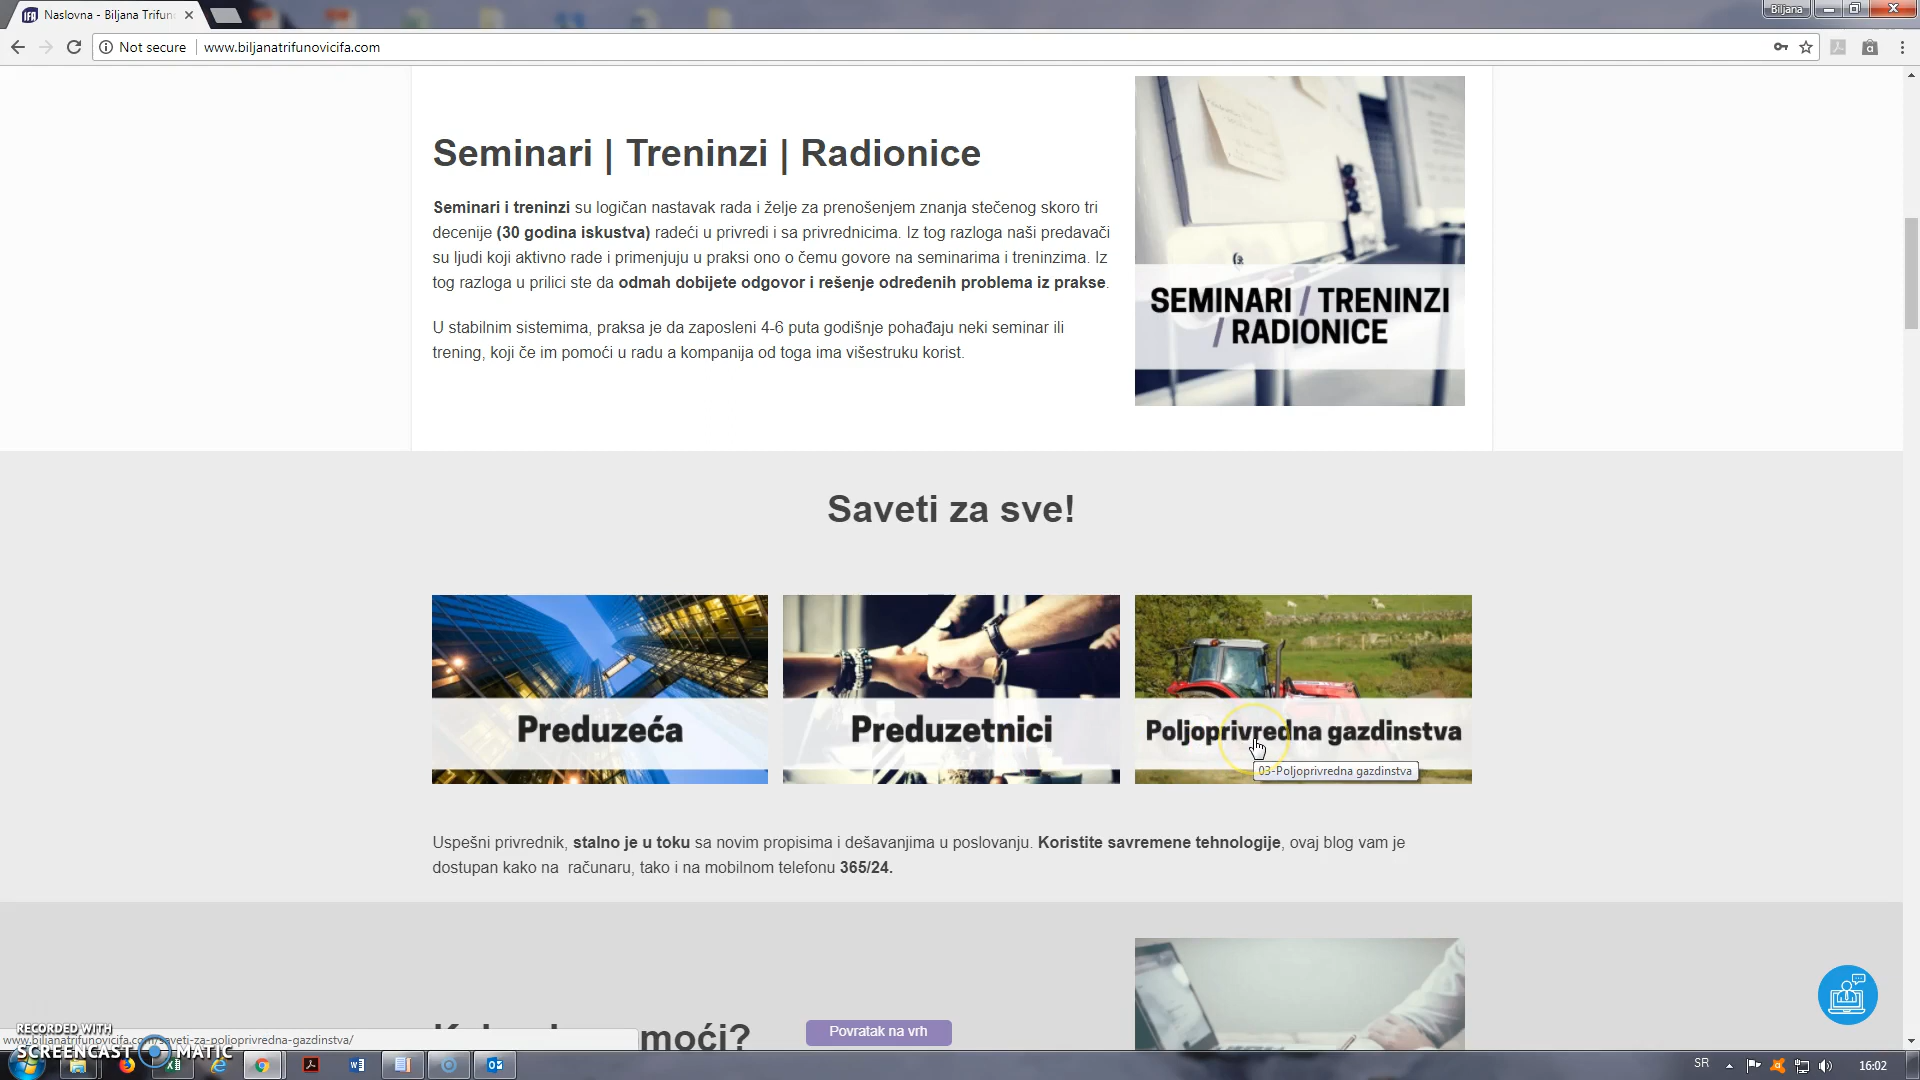 Naslovna - Biljana Trifun
Biljana
Not secure
www.biljanatrifunovicifa.com
Seminari | Treninzi | Radionice
Seminari i treninzi su logičan nastavak rada i želje za prenošenjem znanja stečenog skoro tri
decenije (30 godina iskustva) radeći u privredi i sa privrednicima. Iz tog razloga naši predavači
su ljudi koji aktivno rade i primenjuju u praksi ono o čemu govore na seminarima i treninzima. Iz
tog razloga u prilici ste da odmah dobijete odgovor i rešenje određenih problema iz prakse.
U stabilnim sistemima, praksa je da zaposleni 4-6 puta godišnje pohađaju neki seminar ili
trening, koji če im pomoći u radu a kompanija od toga ima višestruku korist.
SEMINARI / TRENINZI
/ RADIONICE
Saveti za sve!
Preduzeća
Preduzetnici
Poljoprivredna gazdinstva
03-Poljoprivredna gazdinstva
Uspešni privrednik, stalno je u toku sa novim propisima i dešavanjima u poslovanju. Koristite savremene tehnologije, ovaj blog vam je
dostupan kako na računaru, tako i na mobilnom telefonu 365/24.
moći?
Povratak na vrh
RECORDED WITH
www.biljanatrifunovicifa.com/saveti-za-poljoprivredna-gazdinstva/
SCREENCAST MATIC
SR
16:02